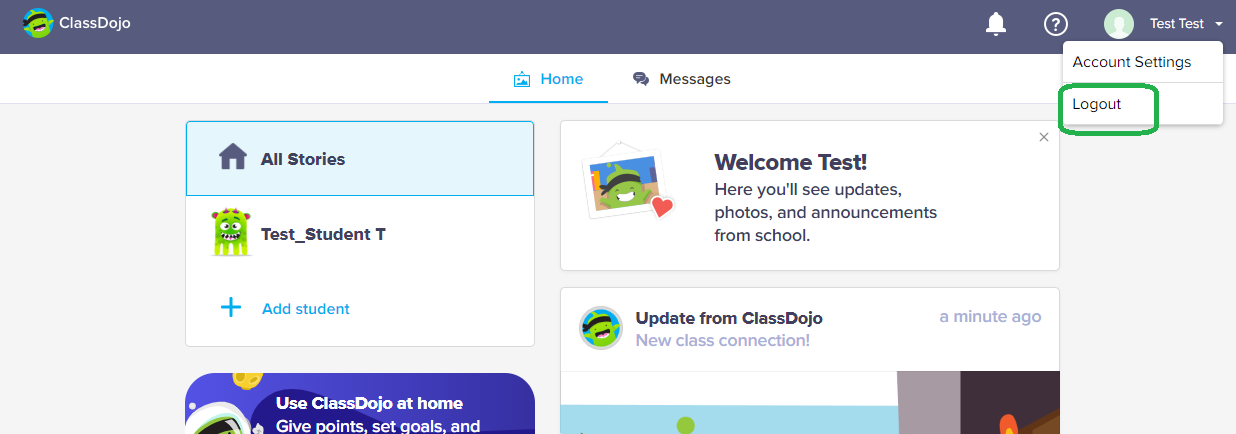 ClassDojo
Test Test
Account Settings
Logout
Home
Messages
All Stories
Test_Student T
Add student
Welcome Test!
Here you'll see updates,
photos, and announcements
from school.
Update from ClassDojo
a minute ago
New class connection!
Use ClassDojo at home
Give points, set goals, and